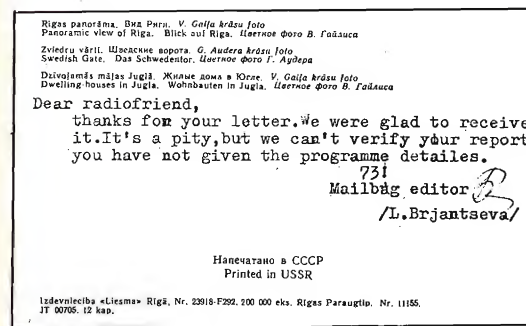 Rīgas panorāma. Вид Риги. V. Gaiļa krāsu foto
Panoramic view of Riga. Blick auf Riga. Цветное фото В. Гайлиса
Zviedru vārti. Шведские ворота. G. Audera krāsu foto
Swedish Gate. Das Schwedentor. Цветное фото Г. Аудера
Dzīvojamās mājas Juglā. Жилые дома в Югле. V. Gaiļa krāsu foto
Dwelling-houses in Jugla. Wohnbauten in Jugla. Цветное фото В. Гайлиса
Dear radiofriend,
thanks for your letter.We were glad to receive
it.It's a pity,but we can't verify your report
you have not given the programme detailes.
731
Mailbag editor
/L.Brjantseva/
Напечатано в СССР
Printed in USSR
Izdevniecība «Liesma» Rīgā, Nr. 23918-F292. 200 000 eks. Rīgas Paraugtip. Nr. 11155.
JT 00705. 12 kap.